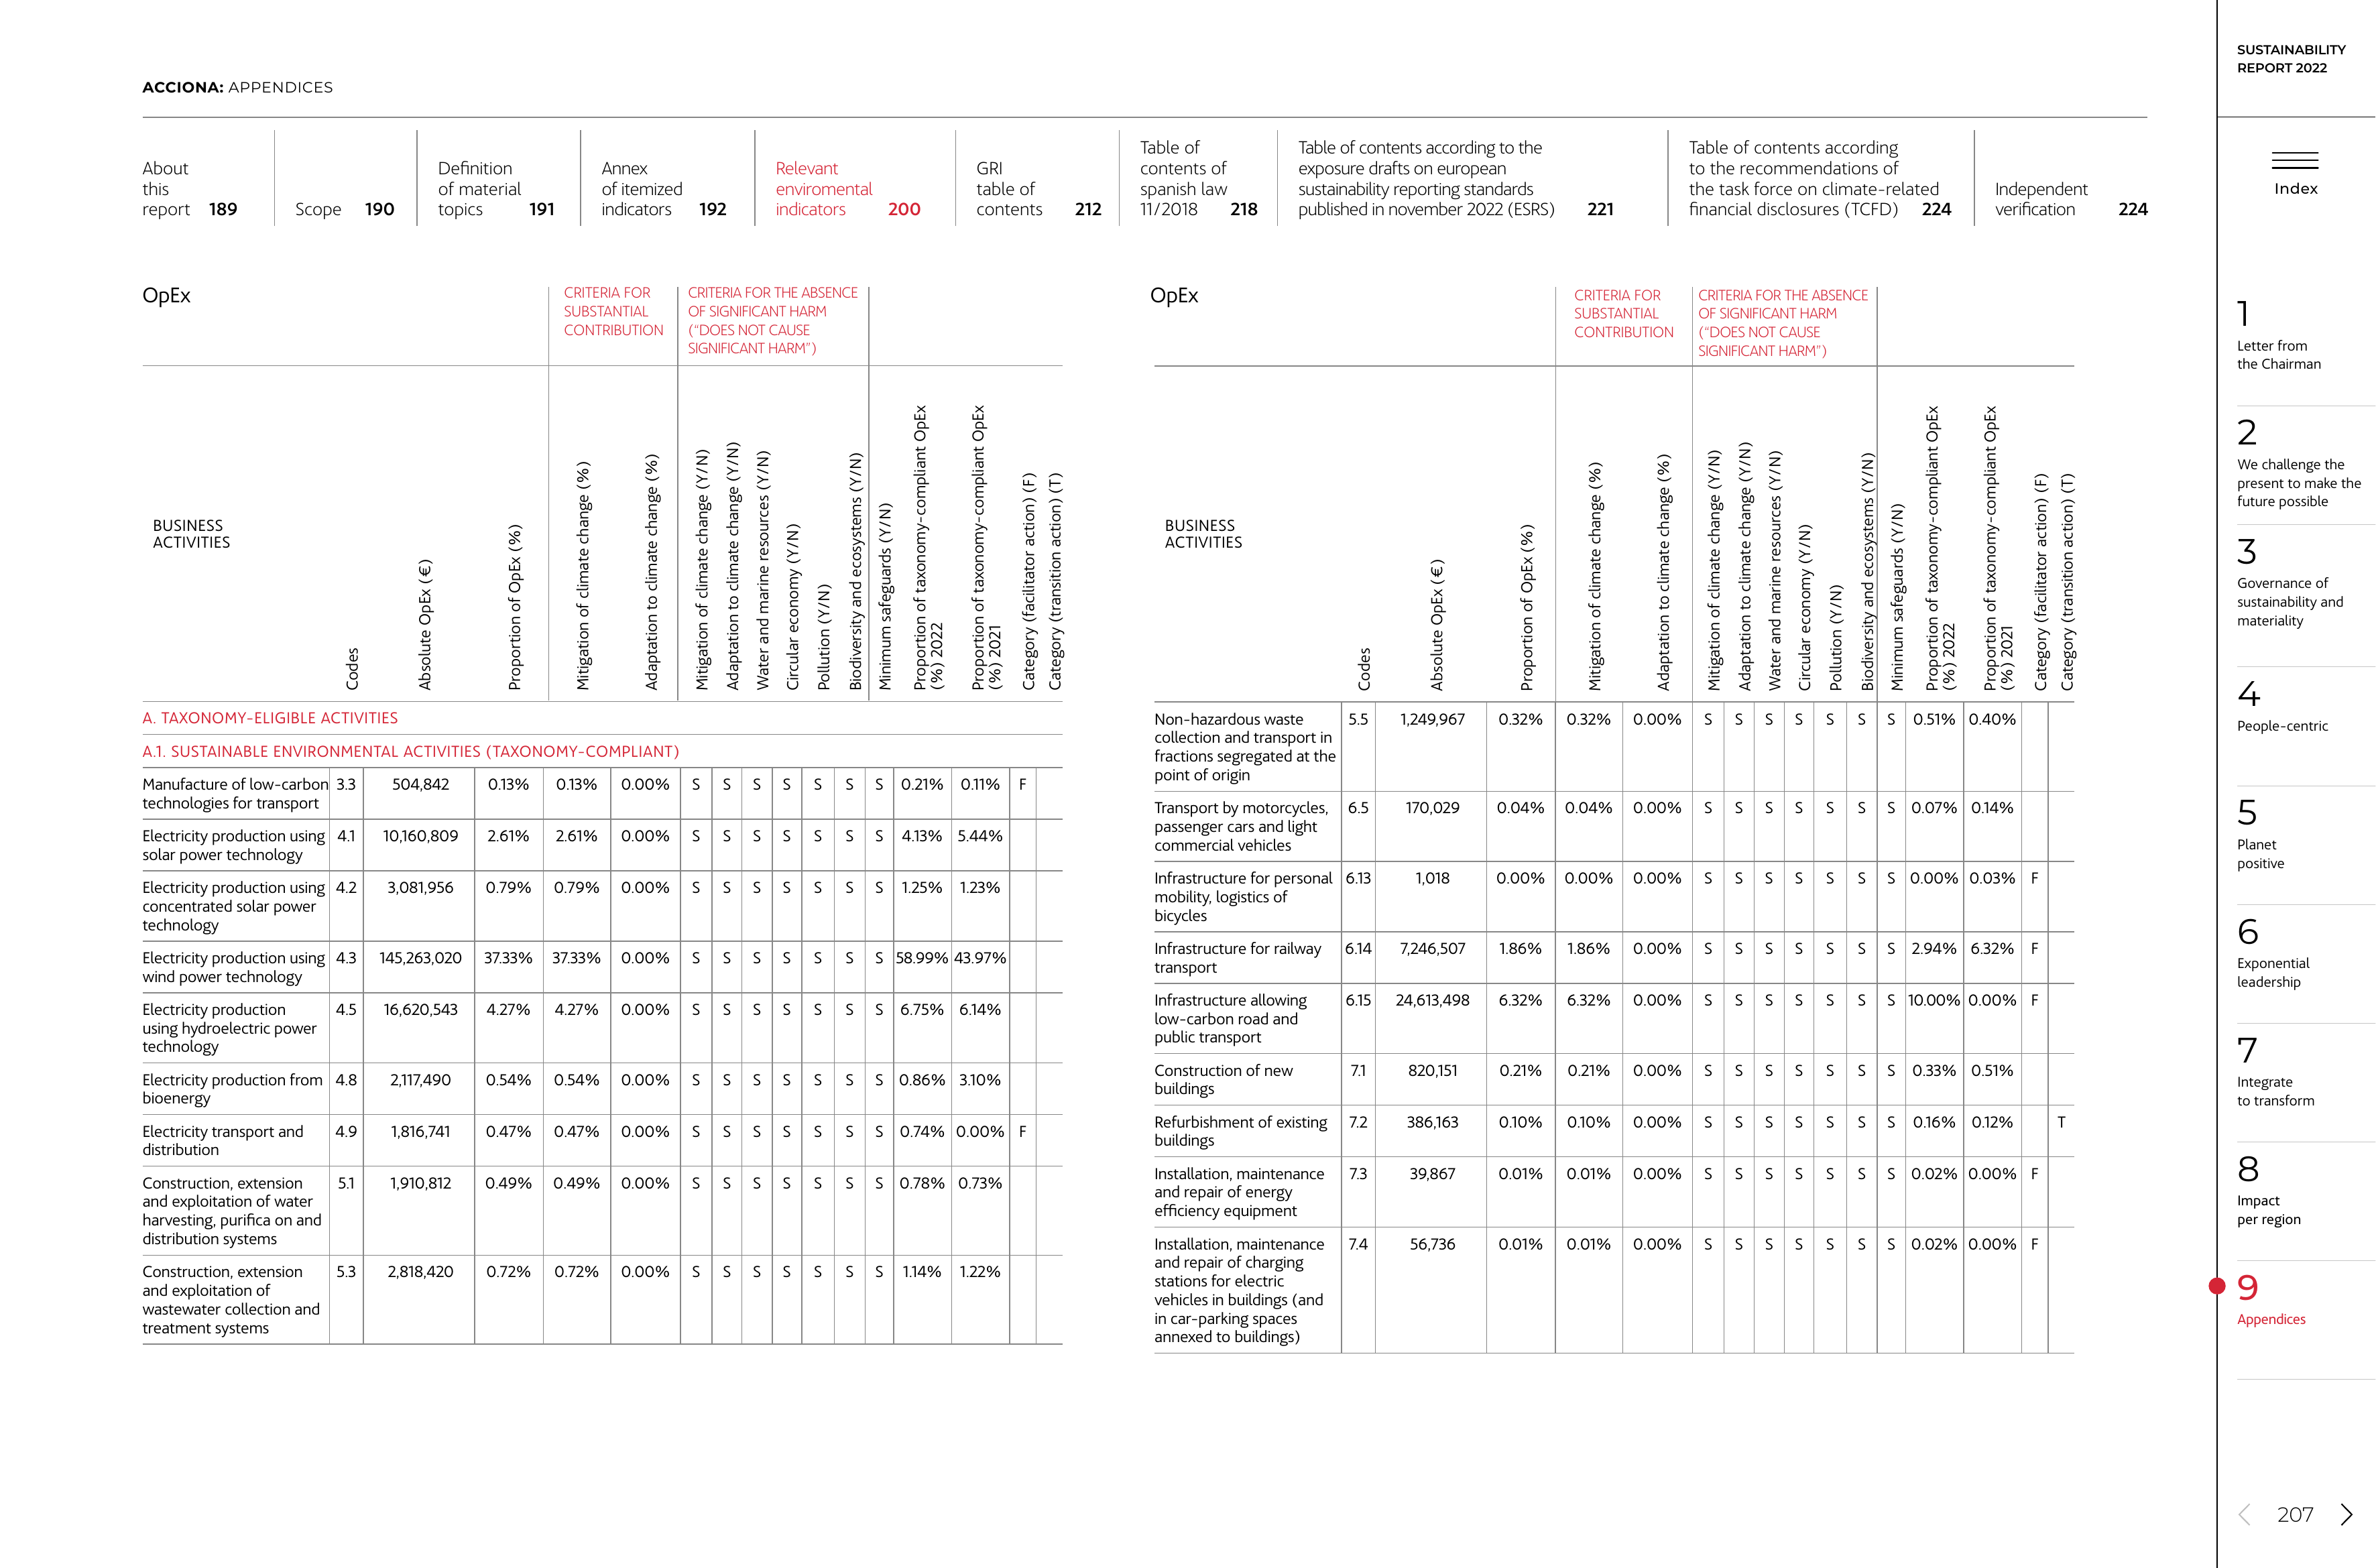 ACCIONA: APPENDICES
SUSTAINABILITY
REPORT 2022
Index
About
this
report 189
Scope 190
Definition
of material
topics 191
Annex
of itemized
indicators 192
Relevant
enviromental
indicators 200
GRI
table of
contents 212
Table of
contents of
spanish law
11/2018 218
Table of contents according to the
exposure drafts on european
sustainability reporting standards
published in november 2022 (ESRS) 221
Table of contents according
to the recommendations of
the task force on climate-related
financial disclosures (TCFD) 224
Independent
verification 224
OpEx
CRITERIA FOR
SUBSTANTIAL
CONTRIBUTION
CRITERIA FOR THE ABSENCE
OF SIGNIFICANT HARM
("DOES NOT CAUSE
SIGNIFICANT HARM")
BUSINESS
ACTIVITIES
Codes
Absolute OpEx (€)
Proportion of OpEx (%)
Mitigation of climate change (%)
Adaptation to climate change (%)
Mitigation of climate change (Y/N)
Adaptation to climate change (Y/N)
Water and marine resources (Y/N)
Circular economy (Y/N)
Pollution (Y/N)
Biodiversity and ecosystems (Y/N)
Minimum safeguards (Y/N)
Proportion of taxonomy-compliant OpEx
(%) 2022
Proportion of taxonomy-compliant OpEx
(%) 2021
Category (facilitator action) (F)
Category (transition action) (T)
A. TAXONOMY-ELIGIBLE ACTIVITIES
A.1. SUSTAINABLE ENVIRONMENTAL ACTIVITIES (TAXONOMY-COMPLIANT)
Manufacture of low-carbon 3.3 504,842 0.13% 0.13% 0.00% S S S S S S S 0.21% 0.11% F
technologies for transport
Electricity production using 4.1 10,160,809 2.61% 2.61% 0.00% S S S S S S S 4.13% 5.44%
solar power technology
Electricity production using 4.2 3,081,956 0.79% 0.79% 0.00% S S S S S S S 1.25% 1.23%
concentrated solar power
technology
Electricity production using 4.3 145,263,020 37.33% 37.33% 0.00% S S S S S S S 58.99% 43.97%
wind power technology
Electricity production 4.5 16,620,543 4.27% 4.27% 0.00% S S S S S S S 6.75% 6.14%
using hydroelectric power
technology
Electricity production from 4.8 2,117,490 0.54% 0.54% 0.00% S S S S S S S 0.86% 3.10%
bioenergy
Electricity transport and 4.9 1,816,741 0.47% 0.47% 0.00% S S S S S S S 0.74% 0.00% F
distribution
Construction, extension 5.1 1,910,812 0.49% 0.49% 0.00% S S S S S S S 0.78% 0.73%
and exploitation of water
harvesting, purifica on and
distribution systems
Construction, extension 5.3 2,818,420 0.72% 0.72% 0.00% S S S S S S S 1.14% 1.22%
and exploitation of
wastewater collection and
treatment systems
OpEx
CRITERIA FOR
SUBSTANTIAL
CONTRIBUTION
CRITERIA FOR THE ABSENCE
OF SIGNIFICANT HARM
("DOES NOT CAUSE
SIGNIFICANT HARM")
BUSINESS
ACTIVITIES
Codes
Absolute OpEx (€)
Proportion of OpEx (%)
Mitigation of climate change (%)
Adaptation to climate change (%)
Mitigation of climate change (Y/N)
Adaptation to climate change (Y/N)
Water and marine resources (Y/N)
Circular economy (Y/N)
Pollution (Y/N)
Biodiversity and ecosystems (Y/N)
Minimum safeguards (Y/N)
Proportion of taxonomy-compliant OpEx
(%) 2022
Proportion of taxonomy-compliant OpEx
(%) 2021
Category (facilitator action) (F)
Category (transition action) (T)
Non-hazardous waste 5.5 1,249,967 0.32% 0.32% 0.00% S S S S S S S 0.51% 0.40%
collection and transport in
fractions segregated at the
point of origin
Transport by motorcycles, 6.5 170,029 0.04% 0.04% 0.00% S S S S S S S 0.07% 0.14%
passenger cars and light
commercial vehicles
Infrastructure for personal 6.13 1,018 0.00% 0.00% 0.00% S S S S S S S 0.00% 0.03% F
mobility, logistics of
bicycles
Infrastructure for railway 6.14 7,246,507 1.86% 1.86% 0.00% S S S S S S S 2.94% 6.32% F
transport
Infrastructure allowing 6.15 24,613,498 6.32% 6.32% 0.00% S S S S S S S 10.00% 0.00% F
low-carbon road and
public transport
Construction of new 7.1 820,151 0.21% 0.21% 0.00% S S S S S S S 0.33% 0.51%
buildings
Refurbishment of existing 7.2 386,163 0.10% 0.10% 0.00% S S S S S S S 0.16% 0.12% T
buildings
Installation, maintenance 7.3 39,867 0.01% 0.01% 0.00% S S S S S S S 0.02% 0.00% F
and repair of energy
efficiency equipment
Installation, maintenance 7.4 56,736 0.01% 0.01% 0.00% S S S S S S S 0.02% 0.00% F
and repair of charging
stations for electric
vehicles in buildings (and
in car-parking spaces
annexed to buildings)
1
Letter from
the Chairman
2
We challenge the
present to make the
future possible
3
Governance of
sustainability and
materiality
4
People-centric
5
Planet
positive
6
Exponential
leadership
7
Integrate
to transform
8
Impact
per region
9
Appendices
207